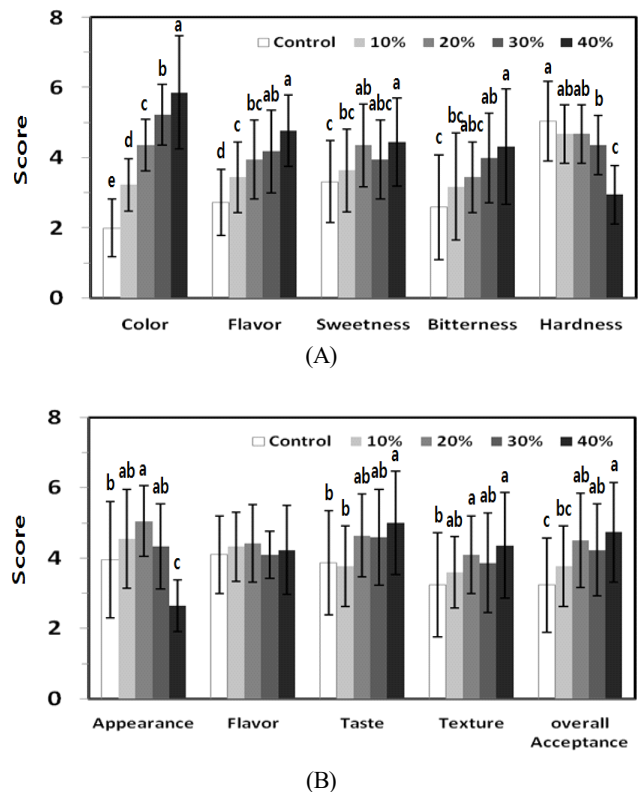 8
Control 10% 20% 30% 40%
6
4
2
0
Score
e d c b a
d c bc ab a
c bc ab abc a
c bc abc ab a
a ab ab b c
Color Flavor Sweetness Bitterness Hardness
(A)
8
Control 10% 20% 30% 40%
6
4
2
0
Score
b ab a ab c
b b ab ab a
b ab a ab a
c bc ab ab a
Appearance Flavor Taste Texture overall
Acceptance
(B)